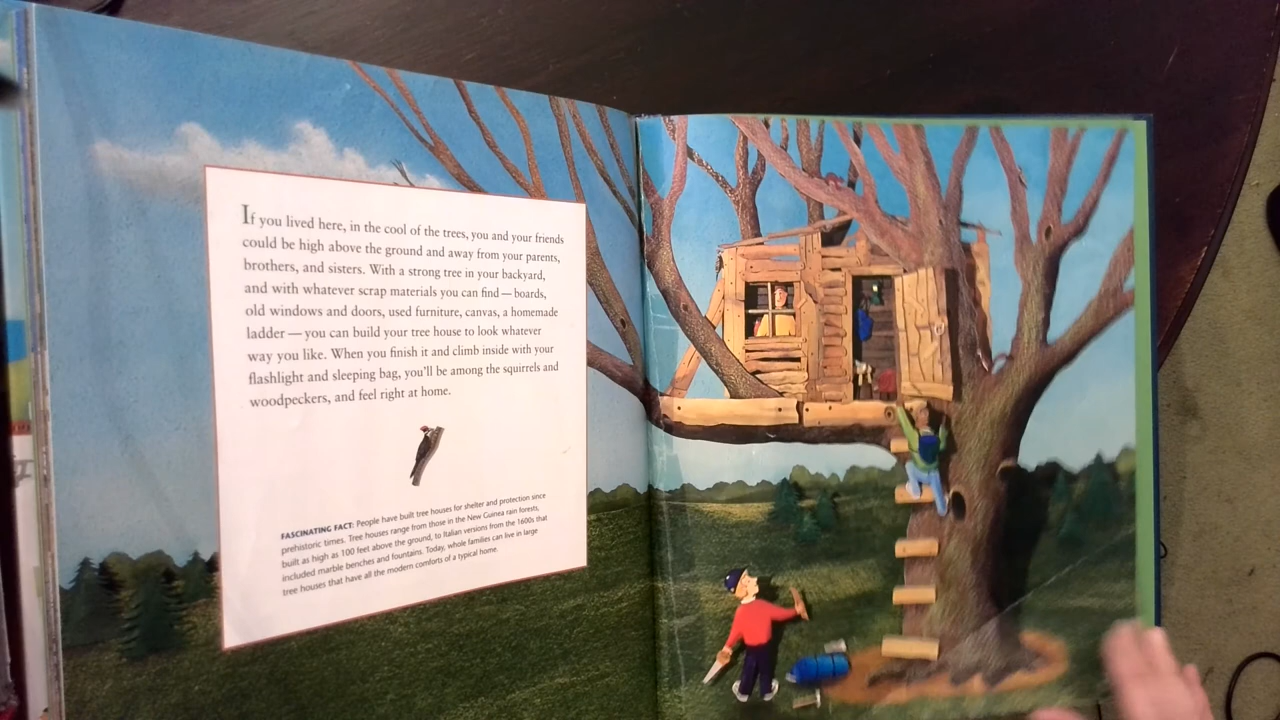 If you lived here, in the cool of the trees, you and your friends
could be high above the ground and away from your parents,
brothers, and sisters. With a strong tree in your backyard,
and with whatever scrap materials you can find — boards,
old windows and doors, used furniture, canvas, a homemade
ladder — you can build your tree house to look whatever
way you like. When you finish it and climb inside with your
flashlight and sleeping bag, you'll be among the squirrels and
woodpeckers, and feel right at home.
FASCINATING FACT: People have built tree houses for shelter and protection since
prehistoric times. Tree houses range from those in the New Guinea rain forests,
built as high as 100 feet above the ground, to Italian versions from the 1600s that
included marble benches and fountains. Today, whole families can live in large
tree houses that have all the modern comforts of a typical home.